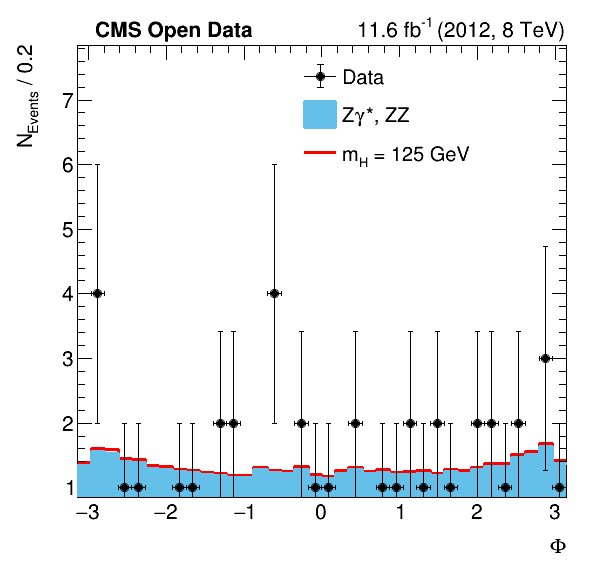 CMS Open Data 11.6 fb⁻¹ (2012, 8 TeV)
N_Events / 0.2
Data
Zγ*, ZZ
m_H = 125 GeV
7
6
5
4
3
2
1
−3 −2 −1 0 1 2 3
Φ